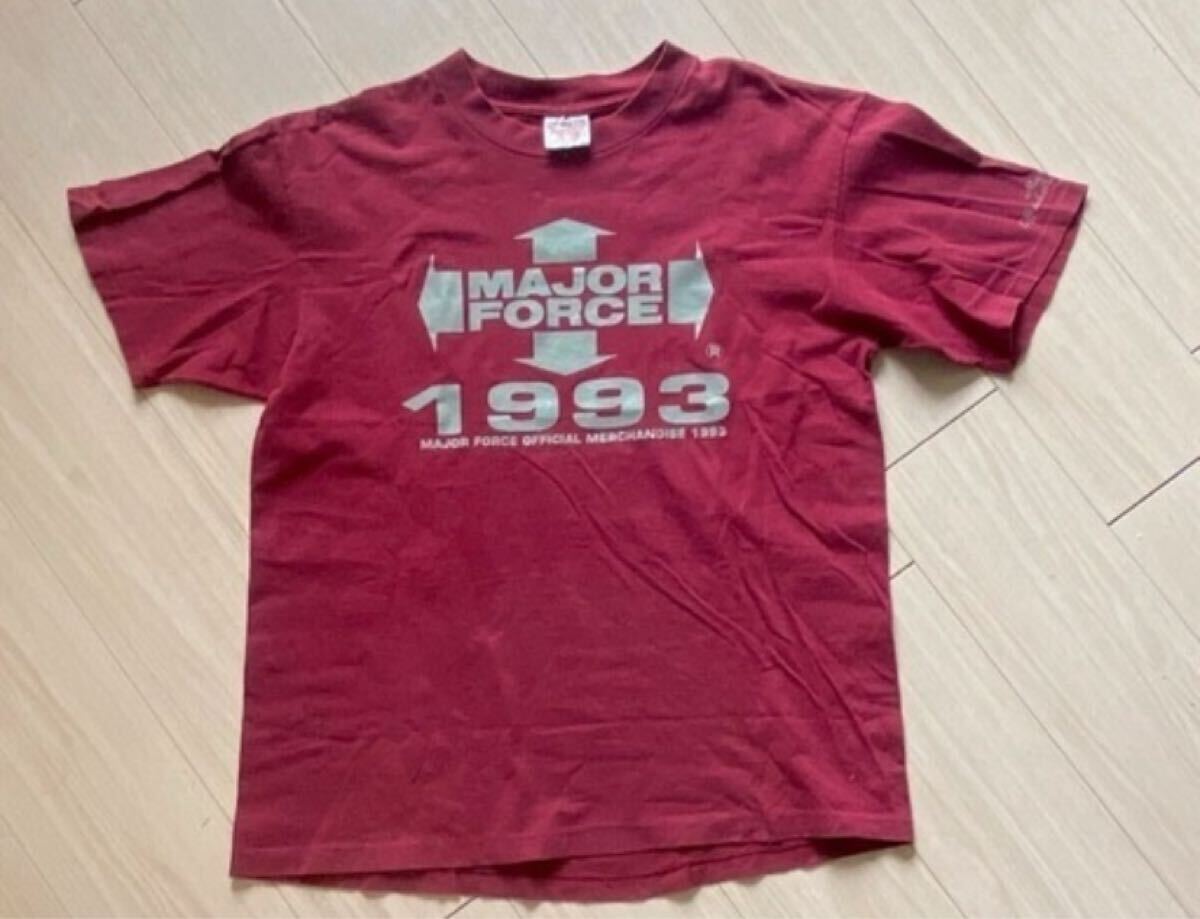 MAJOR
FORCE
®
1993
MAJOR FORCE OFFICIAL MERCHANDISE 1993